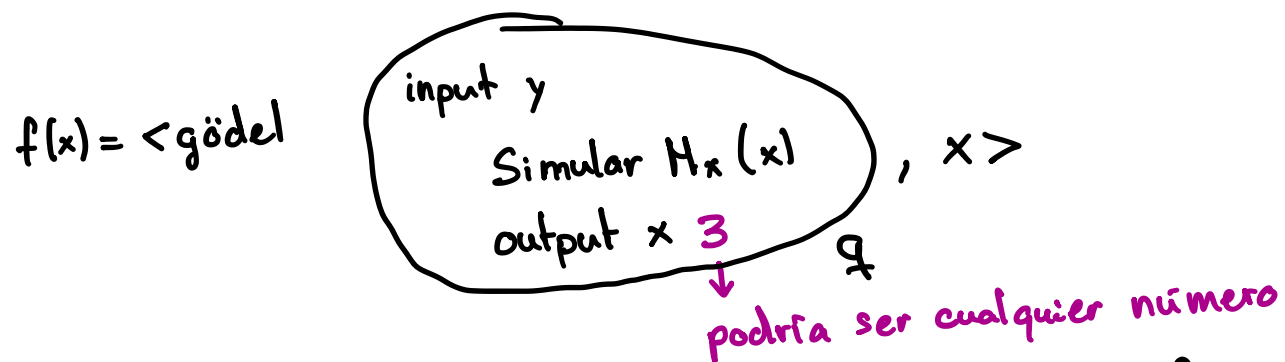 input y
f(x) = <gödel Simular Mx (x) , x >
output x 3
q
podría ser cualquier número